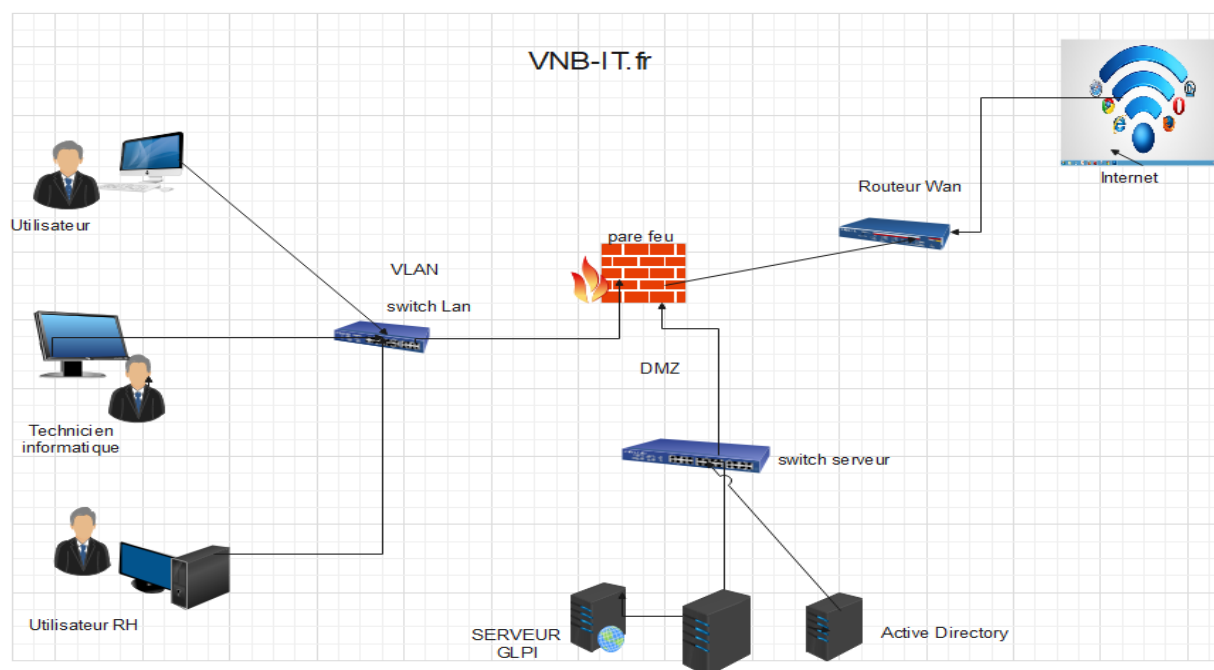 VNB-IT.fr
Internet
Routeur Wan
pare feu
Utilisateur
VLAN
switch Lan
DMZ
Technicien
informatique
switch serveur
Utilisateur RH
SERVEUR
GLPI
Active Directory